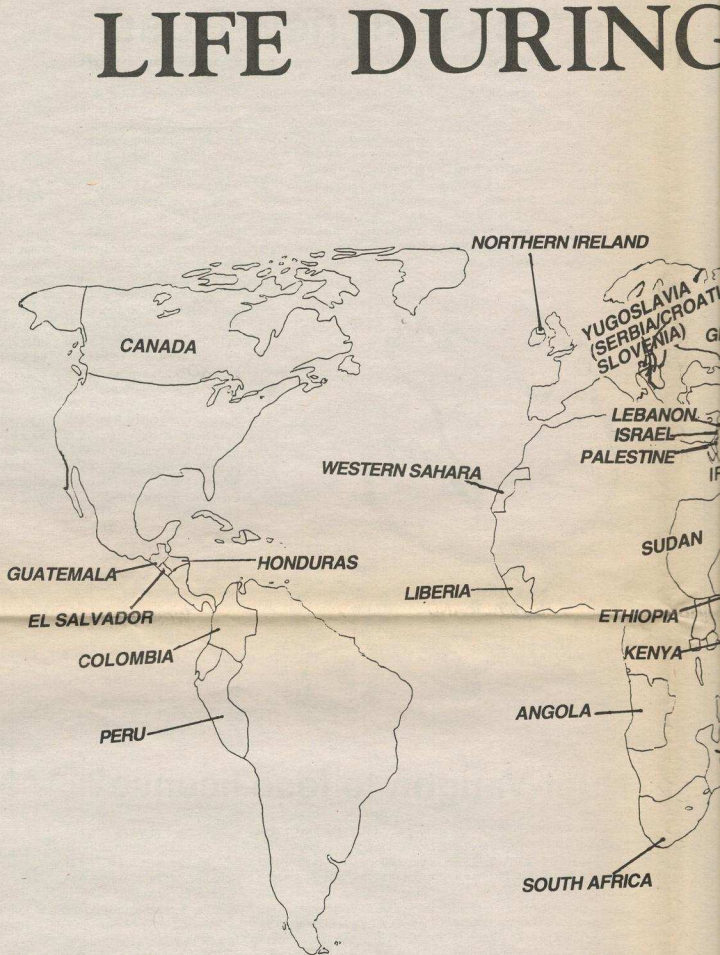 LIFE DURING
NORTHERN IRELAND
YUGOSLAVIA
(SERBIA/CROATI
SLOVENIA)
CANADA
LEBANON
ISRAEL
PALESTINE
WESTERN SAHARA
SUDAN
GUATEMALA
HONDURAS
LIBERIA
EL SALVADOR
ETHIOPIA
COLOMBIA
KENYA
PERU
ANGOLA
SOUTH AFRICA